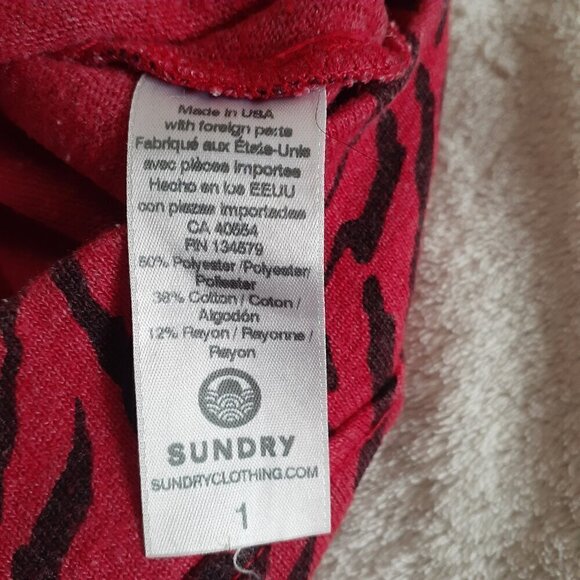 Made in USA
with foreign parts
Fabriqué aux États-Unis
avec pièces importes
Hecho en los EEUU
con piezas importadas
CA 40554
RN 134579
50% Polyester /Polyester/
Poliester
38% Cotton / Coton /
Algodón
12% Rayon / Rayonne /
Rayon
SUNDRY
SUNDRYCLOTHING.COM
1